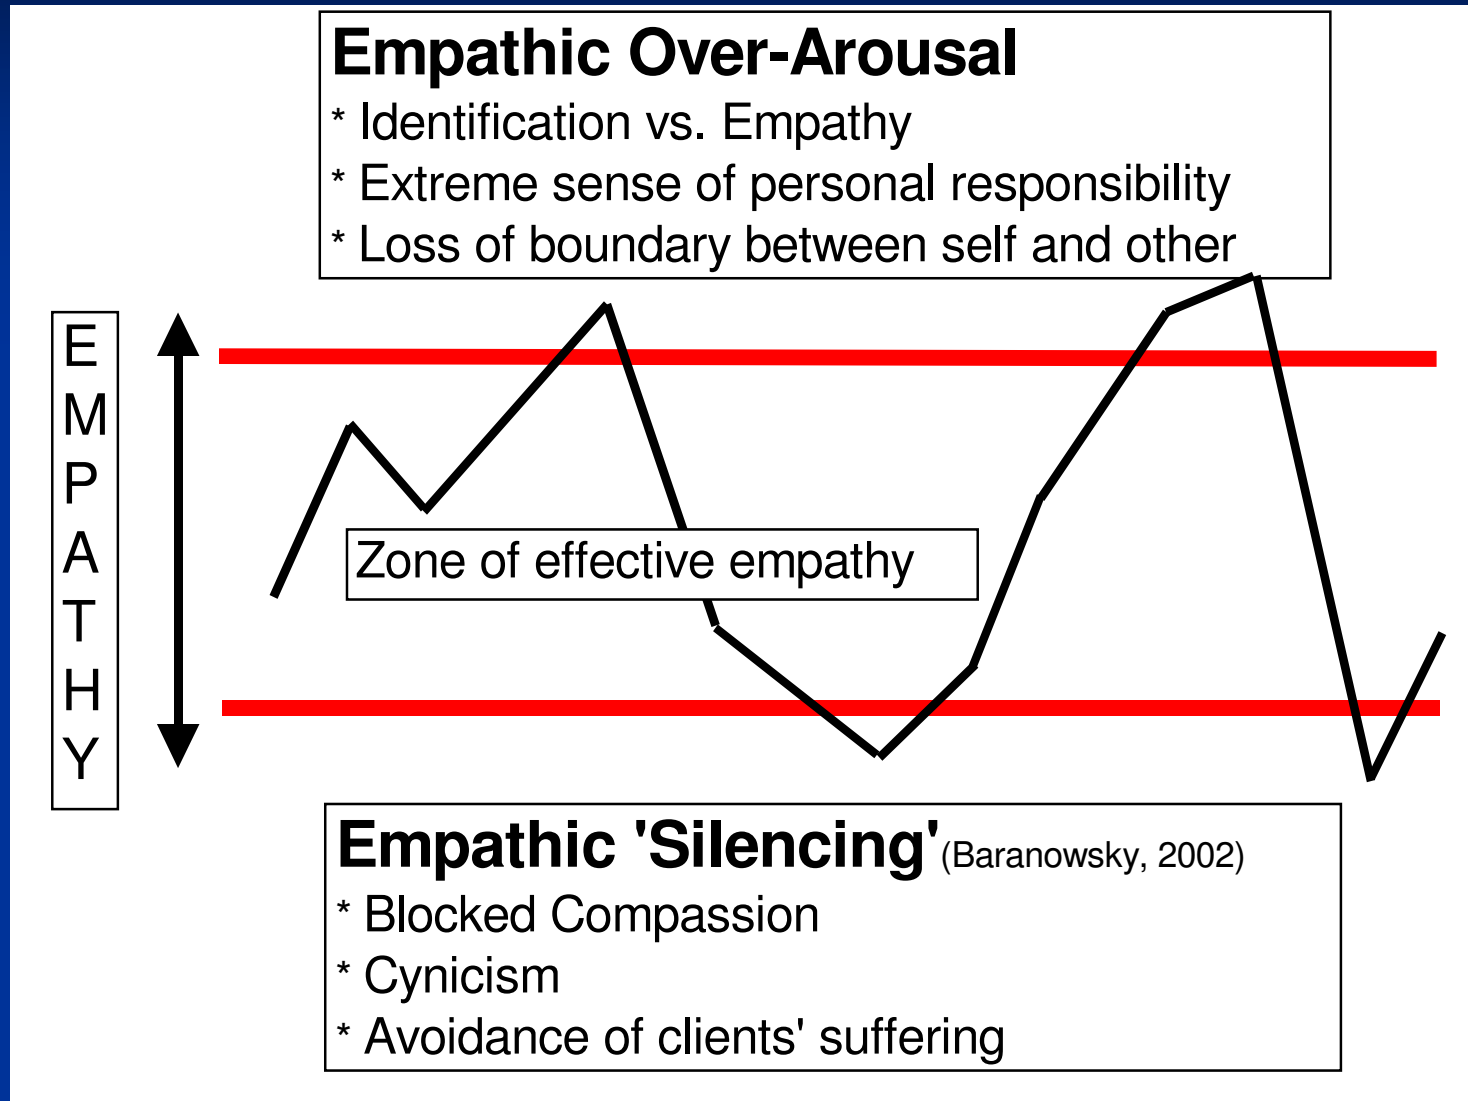 Empathic Over-Arousal
* Identification vs. Empathy
* Extreme sense of personal responsibility
* Loss of boundary between self and other
E
M
P
A
T
H
Y
Zone of effective empathy
Empathic 'Silencing'(Baranowsky, 2002)
* Blocked Compassion
* Cynicism
* Avoidance of clients' suffering